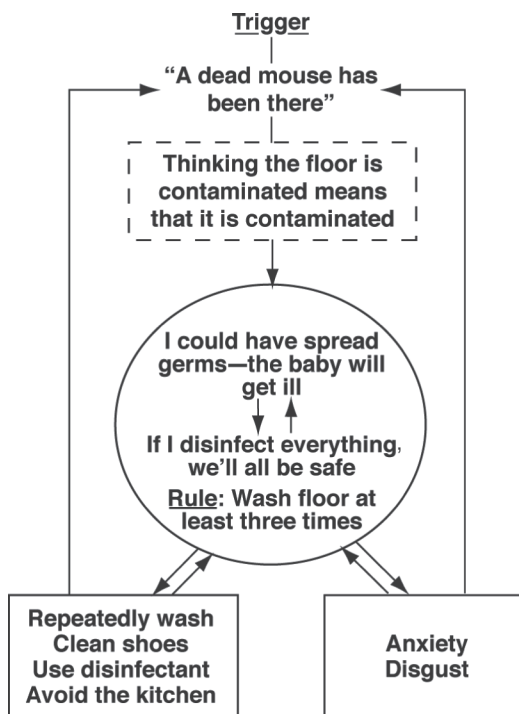 Trigger
“A dead mouse has
been there”
Thinking the floor is
contaminated means
that it is contaminated
I could have spread
germs—the baby will
get ill
If I disinfect everything,
we’ll all be safe
Rule: Wash floor at
least three times
Repeatedly wash
Clean shoes
Use disinfectant
Avoid the kitchen
Anxiety
Disgust